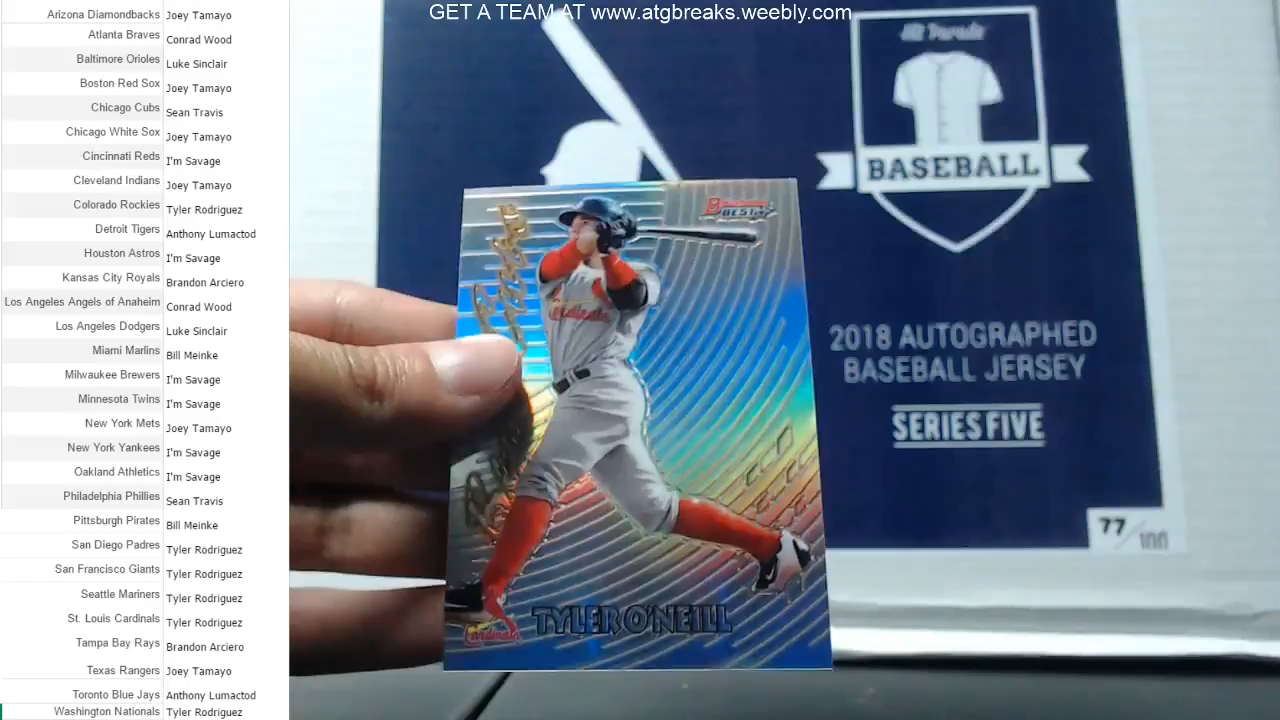 GET A TEAM AT www.atgbreaks.weebly.com
Arizona Diamondbacks Joey Tamayo
Atlanta Braves Conrad Wood
Baltimore Orioles Luke Sinclair
Boston Red Sox Joey Tamayo
Chicago Cubs Sean Travis
Chicago White Sox Joey Tamayo
Cincinnati Reds I'm Savage
Cleveland Indians Joey Tamayo
Colorado Rockies Tyler Rodriguez
Detroit Tigers Anthony Lumactod
Houston Astros I'm Savage
Kansas City Royals Brandon Arciero
Los Angeles Angels of Anaheim Conrad Wood
Los Angeles Dodgers Luke Sinclair
Miami Marlins Bill Meinke
Milwaukee Brewers I'm Savage
Minnesota Twins I'm Savage
New York Mets Joey Tamayo
New York Yankees I'm Savage
Oakland Athletics I'm Savage
Philadelphia Phillies Sean Travis
Pittsburgh Pirates Bill Meinke
San Diego Padres Tyler Rodriguez
San Francisco Giants Tyler Rodriguez
Seattle Mariners Tyler Rodriguez
St. Louis Cardinals Tyler Rodriguez
Tampa Bay Rays Brandon Arciero
Texas Rangers Joey Tamayo
Toronto Blue Jays Anthony Lumactod
Washington Nationals Tyler Rodriguez
Hit Parade
BASEBALL
2018 AUTOGRAPHED
BASEBALL JERSEY
SERIES FIVE
77/100
Bowman's
BEST
Cardinals
TYLER O'NEILL
Cardinals